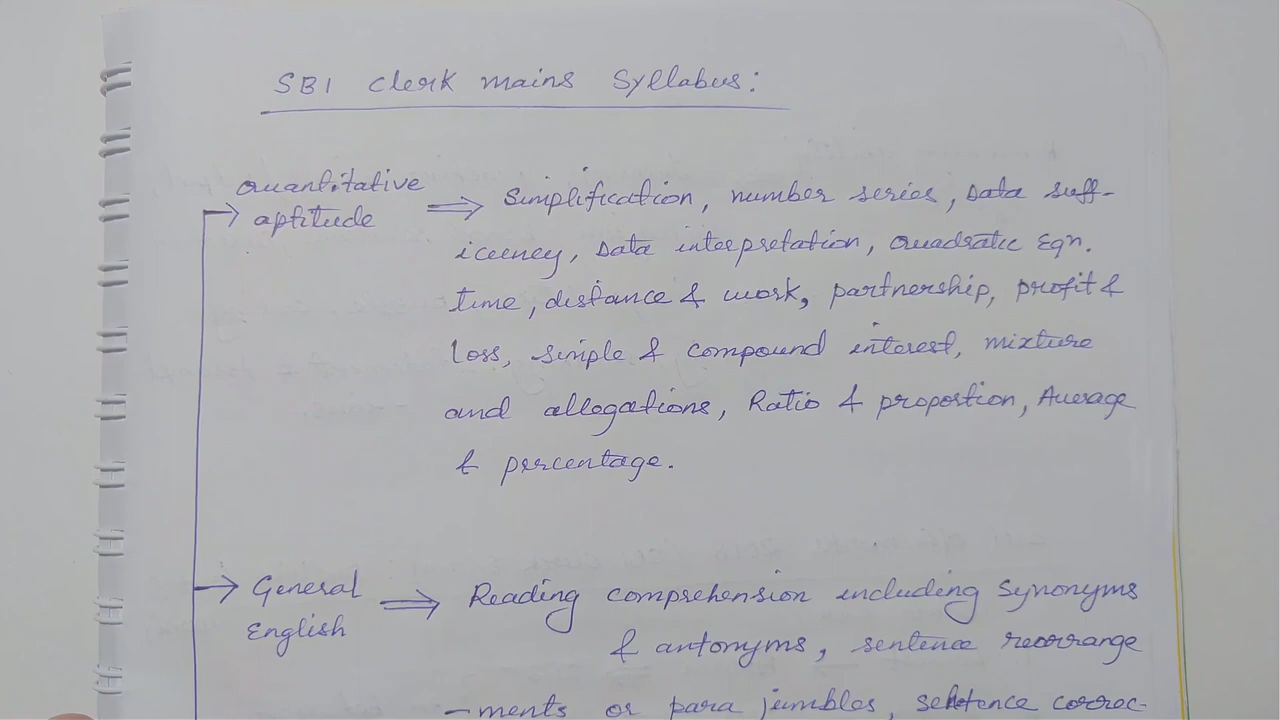 SBI Clerk mains Syllabus:
Quantitative
aptitude
⇒ Simplification, number series, Data suff-
iceency, Data interpretation, Quadratic Eqn.
time, distance & work, partnership, profit &
loss, simple & compound interest, mixture
and allegations, Ratio & proportion, Average
& percentage.
→ General
English
⇒ Reading comprehension including Synonyms
& antonyms, sentence rearrange
-ments or para jumbles, sentence correc-